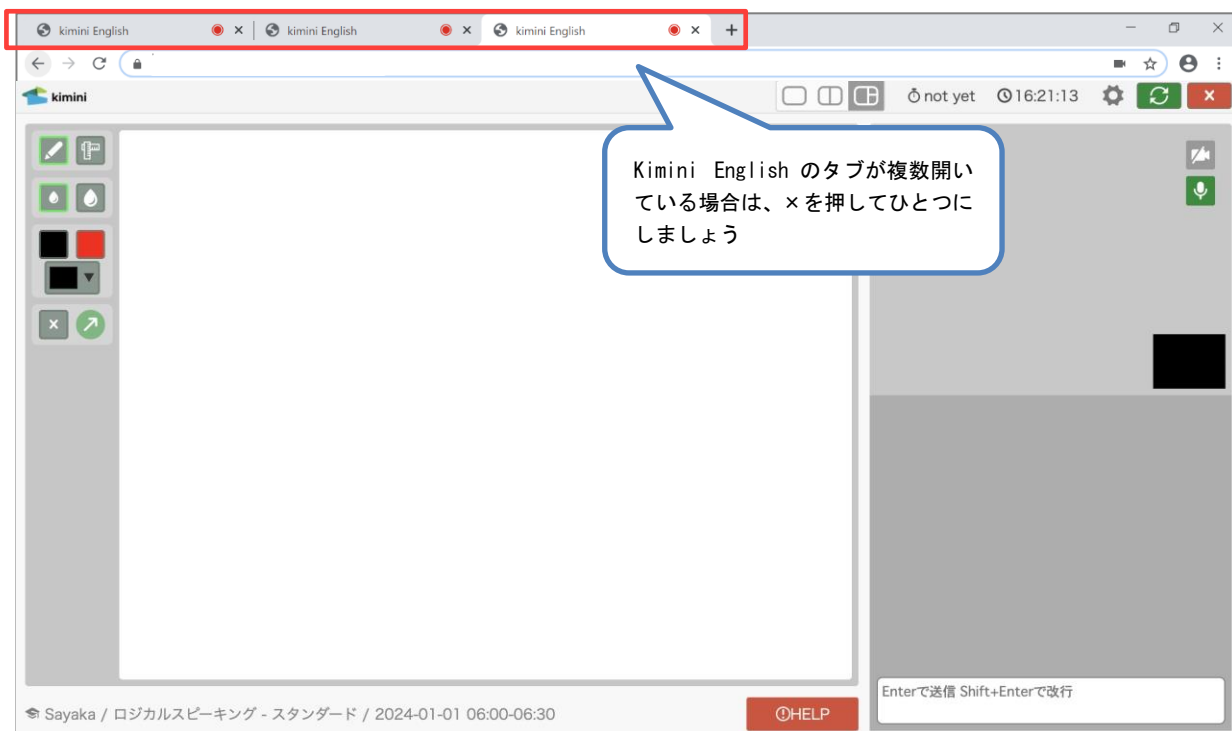 kimini English
kimini English
kimini English
kimini
not yet
16:21:13
Kimini English のタブが複数開い
ている場合は、×を押してひとつに
しましょう
Enterで送信 Shift+Enterで改行
Sayaka / ロジカルスピーキング - スタンダード / 2024-01-01 06:00-06:30
HELP